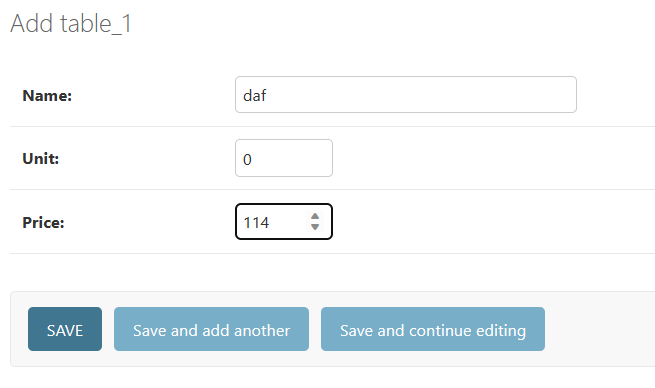 Add table_1
Name: daf
Unit: 0
Price: 114
SAVE Save and add another Save and continue editing